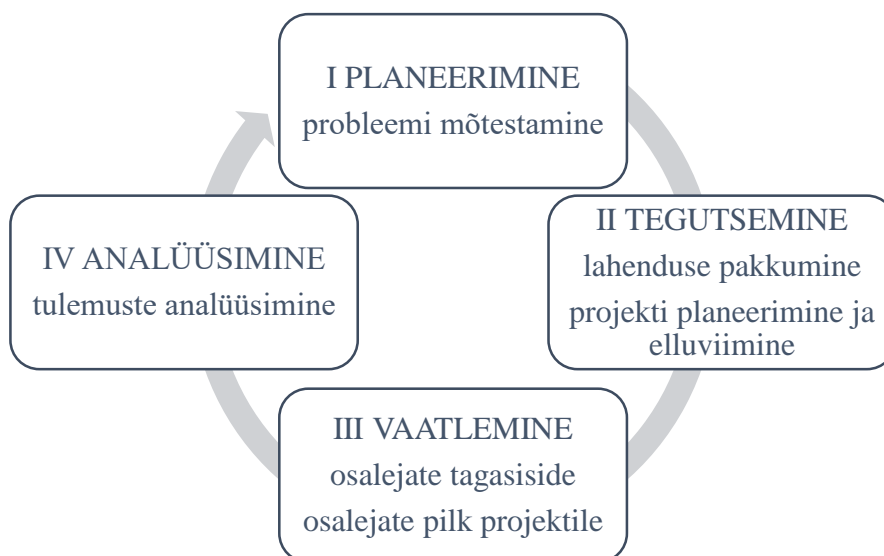 I PLANEERIMINE
probleemi mõtestamine
II TEGUTSEMINE
lahenduse pakkumine
projekti planeerimine ja
elluviimine
III VAATLEMINE
osalejate tagasiside
osalejate pilk projektile
IV ANALÜÜSIMINE
tulemuste analüüsimine